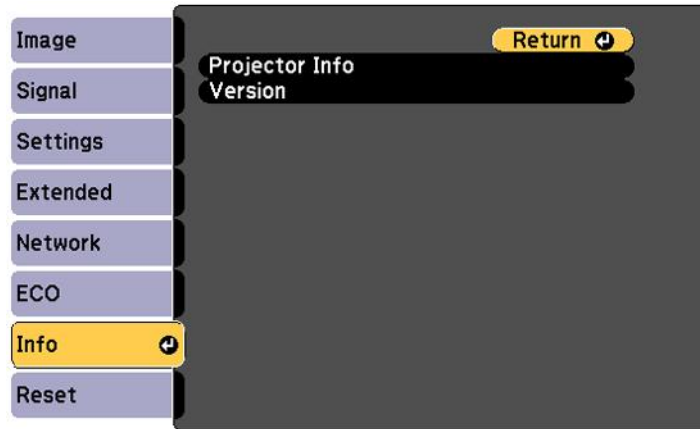 Image
Signal
Settings
Extended
Network
ECO
Info
Reset
Return
Projector Info
Version